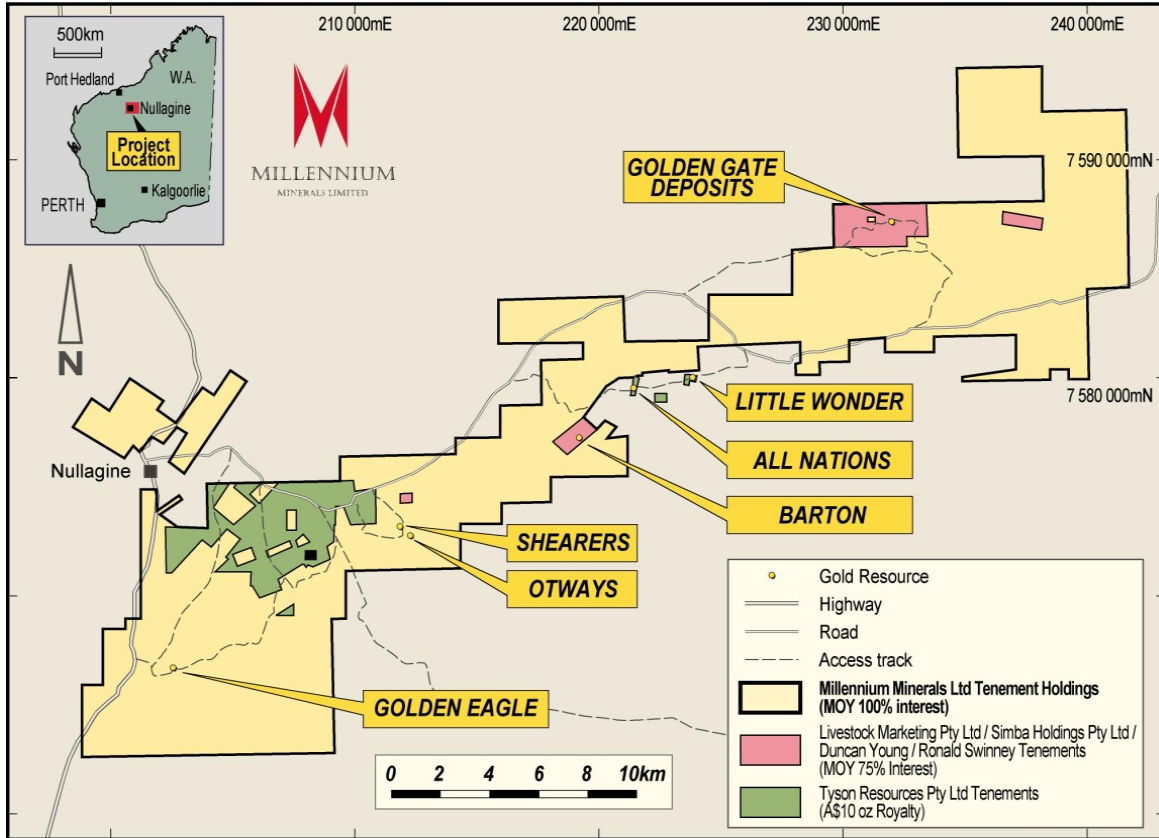 210 000mE
220 000mE
230 000mE
240 000mE
500km
Port Hedland
W.A.
Nullagine
Project
Location
Kalgoorlie
PERTH
MILLENNIUM
MINERALS LIMITED
GOLDEN GATE
DEPOSITS
7 590 000mN
N
7 580 000mN
LITTLE WONDER
Nullagine
ALL NATIONS
BARTON
SHEARERS
OTWAYS
GOLDEN EAGLE
0 2 4 6 8 10km
Gold Resource
Highway
Road
Access track
Millennium Minerals Ltd Tenement Holdings
(MOY 100% interest)
Livestock Marketing Pty Ltd / Simba Holdings Pty Ltd /
Duncan Young / Ronald Swinney Tenements
(MOY 75% Interest)
Tyson Resources Pty Ltd Tenements
(A$10 oz Royalty)